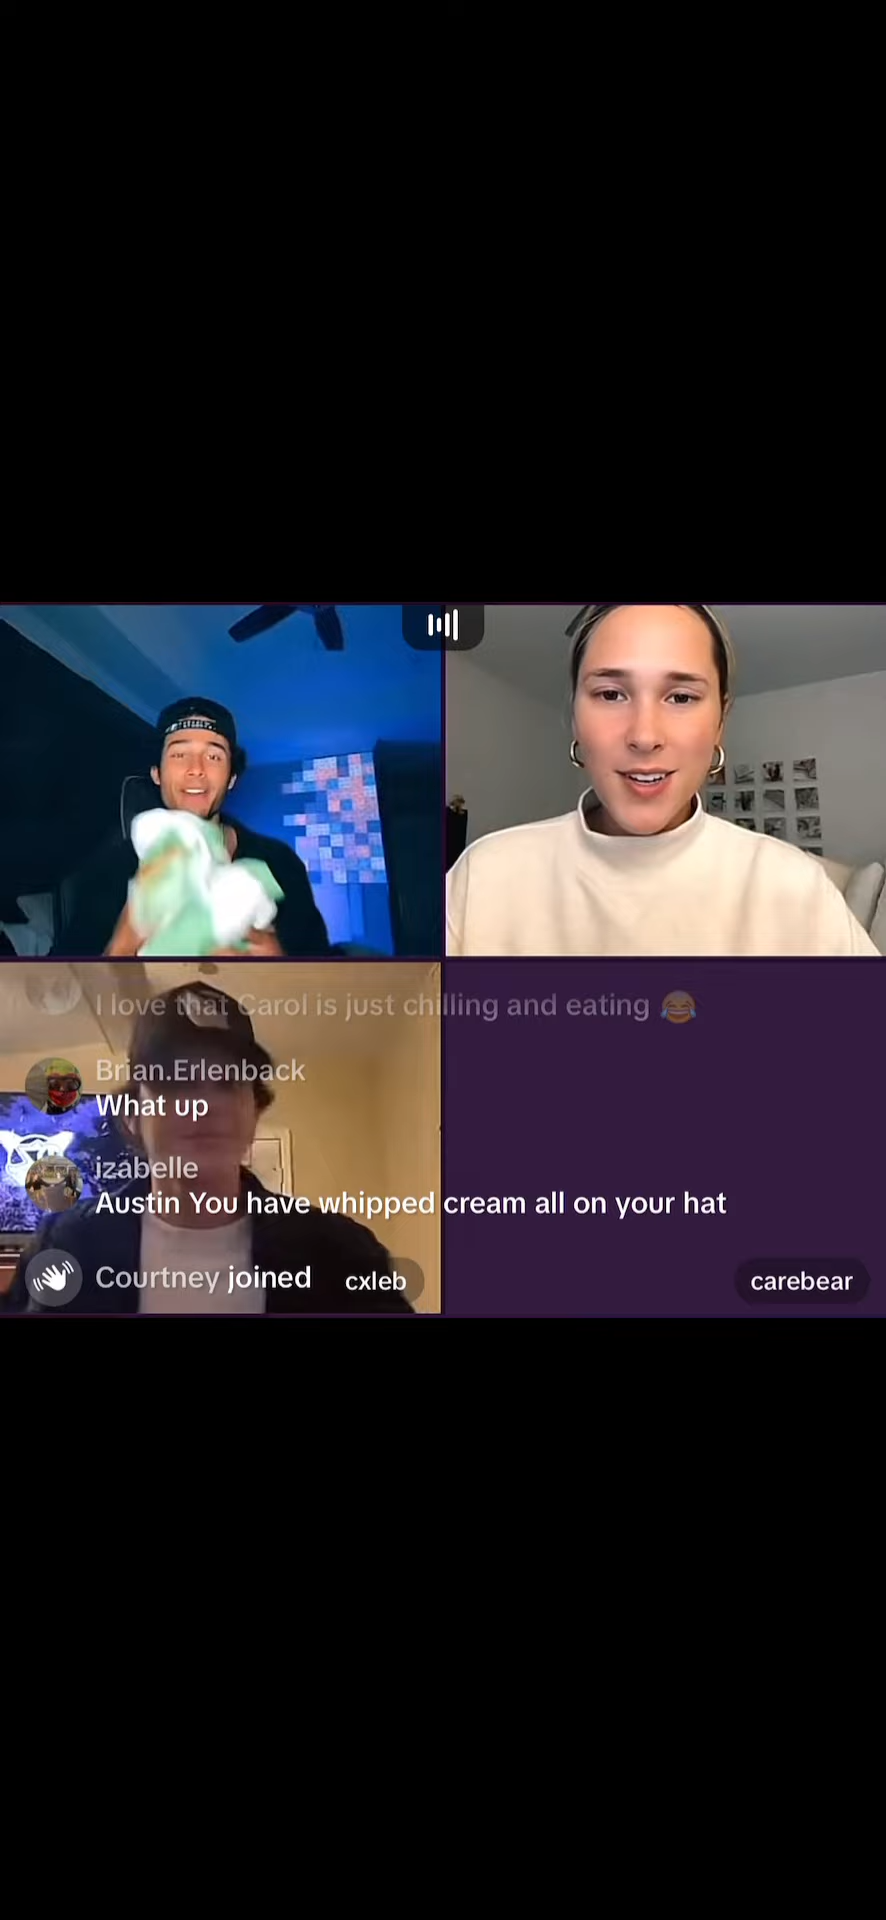 I love that Carol is just chilling and eating 😂
Brian.Erlenback
What up
izabelle
Austin You have whipped cream all on your hat
Courtney joined
cxleb
carebear